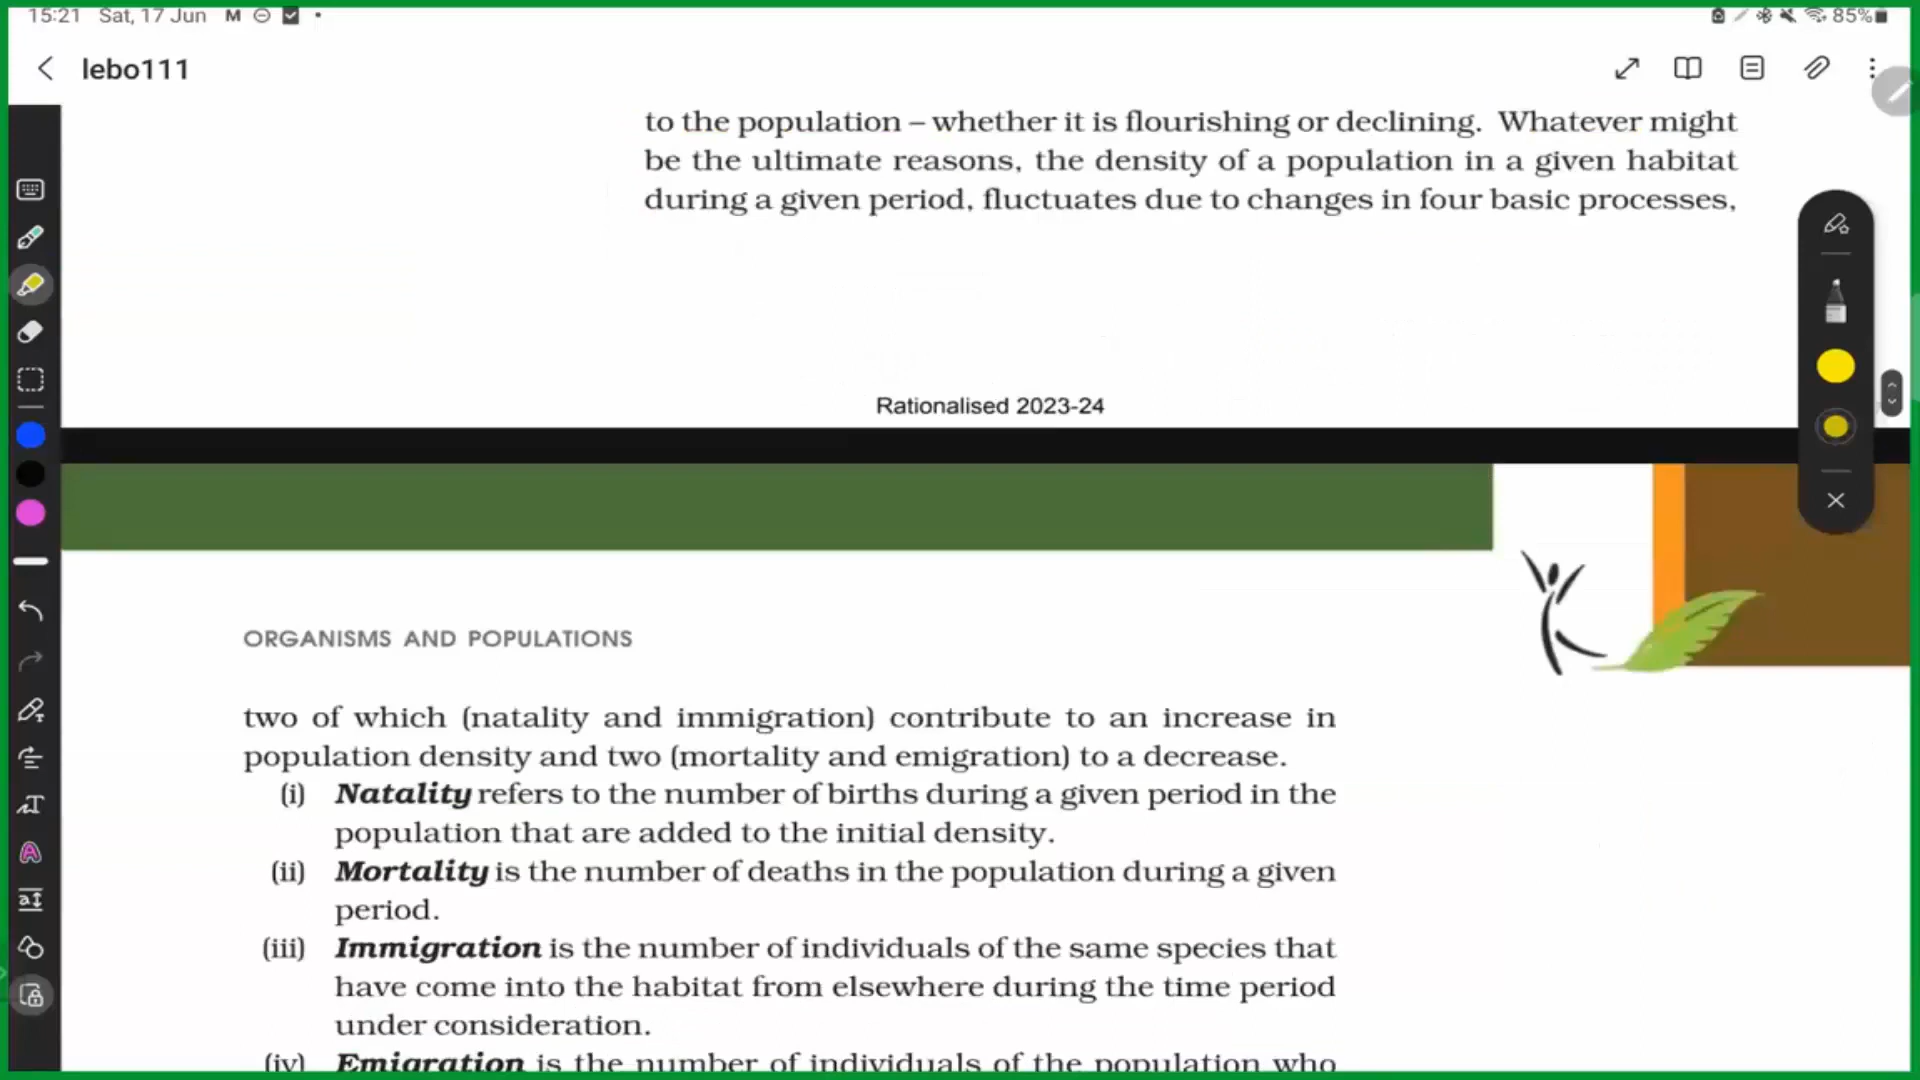 15:21 Sat, 17 Jun M 85%
lebo111
to the population – whether it is flourishing or declining. Whatever might
be the ultimate reasons, the density of a population in a given habitat
during a given period, fluctuates due to changes in four basic processes,
Rationalised 2023-24
ORGANISMS AND POPULATIONS
two of which (natality and immigration) contribute to an increase in
population density and two (mortality and emigration) to a decrease.
(i) Natality refers to the number of births during a given period in the
population that are added to the initial density.
(ii) Mortality is the number of deaths in the population during a given
period.
(iii) Immigration is the number of individuals of the same species that
have come into the habitat from elsewhere during the time period
under consideration.
(iv) Emigration is the number of individuals of the population who